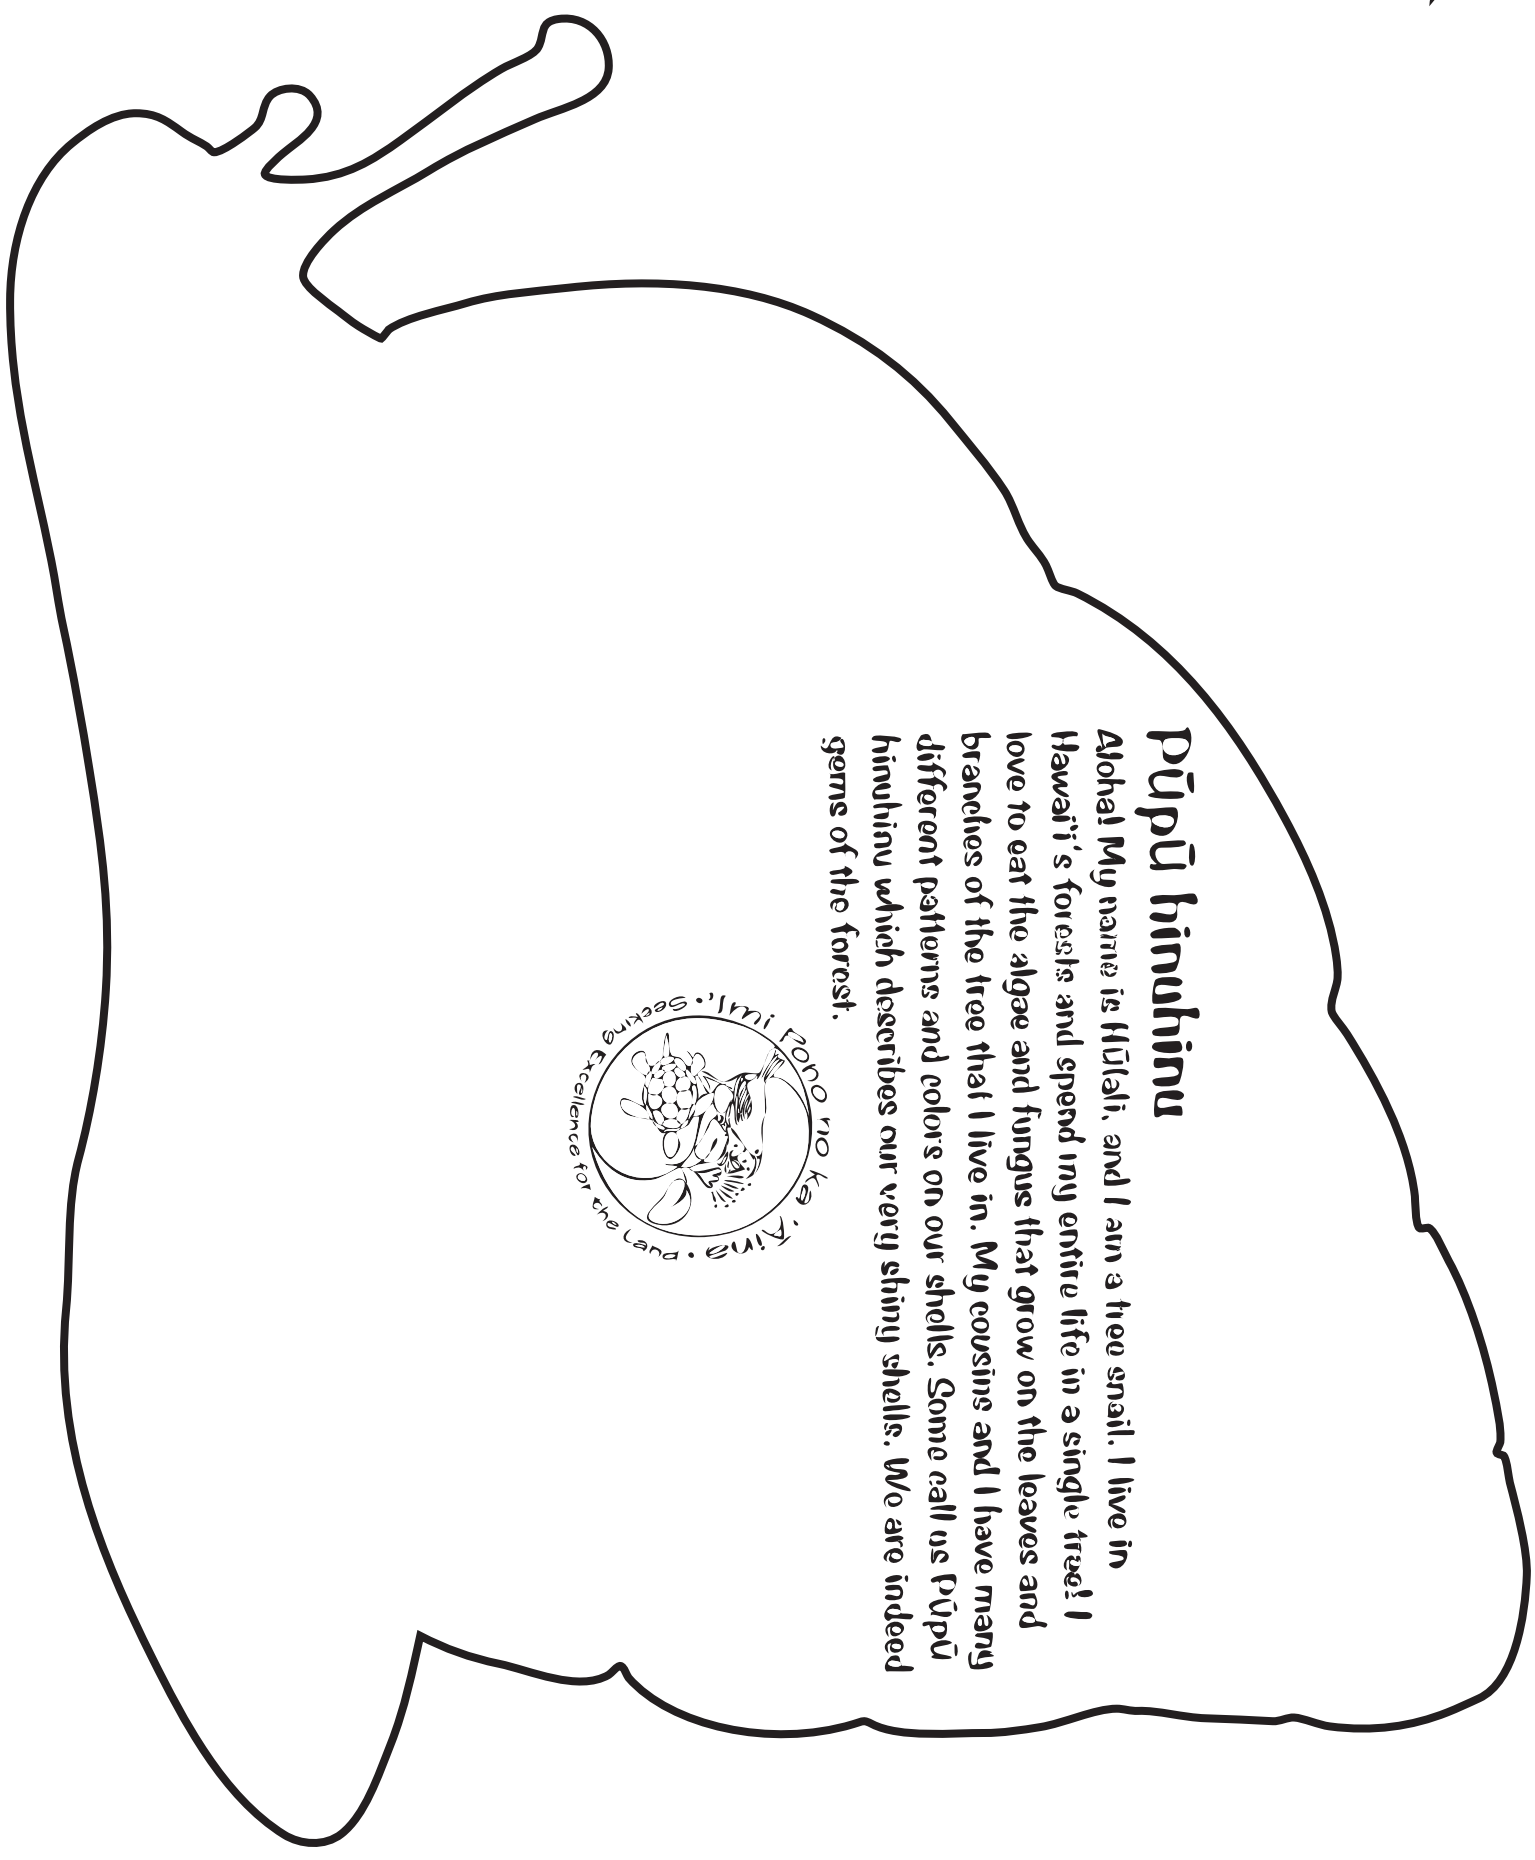 Pūpū hinuhinu
Aloha! My name is Hūlali, and I am a tree snail. I live in
Hawai'i's forests and spend my entire life in a single tree! I
love to eat the algae and fungus that grow on the leaves and
branches of the tree that I live in. My cousins and I have many
different patterns and colors on our shells. Some call us Pūpū
hinuhinu which describes our very shiny shells. We are indeed
gems of the forest.
'Imi Pono no ka 'Āina •
Seeking Excellence for the Land •